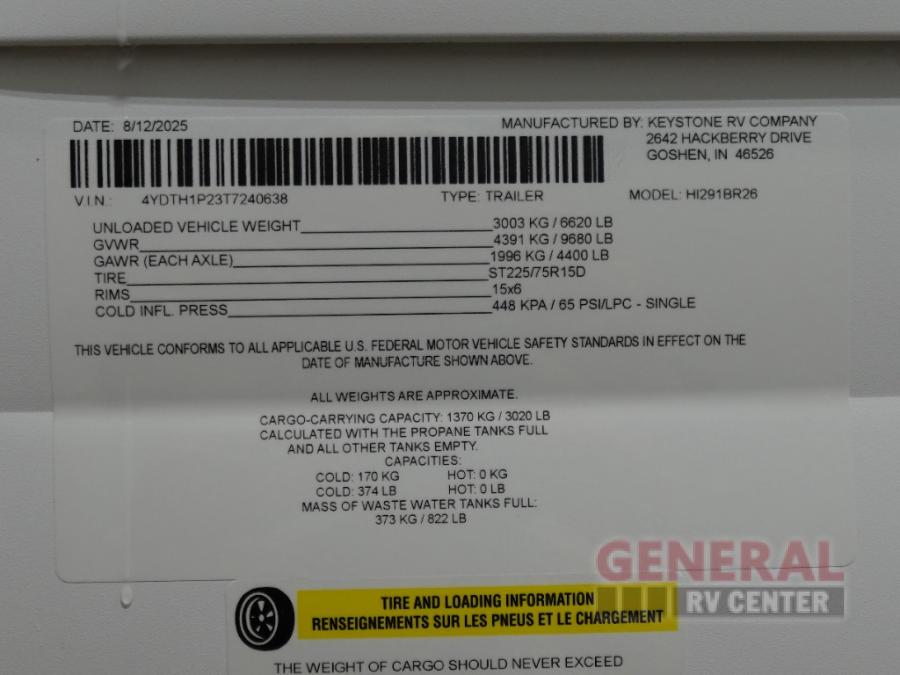 DATE: 8/12/2025
MANUFACTURED BY: KEYSTONE RV COMPANY
2642 HACKBERRY DRIVE
GOSHEN, IN 46526
V.I.N.: 4YDTH1P23T7240638 TYPE: TRAILER MODEL: HI291BR26
UNLOADED VEHICLE WEIGHT 3003 KG / 6620 LB
GVWR 4391 KG / 9680 LB
GAWR (EACH AXLE) 1996 KG / 4400 LB
TIRE ST225/75R15D
RIMS 15x6
COLD INFL. PRESS 448 KPA / 65 PSI/LPC - SINGLE
THIS VEHICLE CONFORMS TO ALL APPLICABLE U.S. FEDERAL MOTOR VEHICLE SAFETY STANDARDS IN EFFECT ON THE
DATE OF MANUFACTURE SHOWN ABOVE.
ALL WEIGHTS ARE APPROXIMATE.
CARGO-CARRYING CAPACITY: 1370 KG / 3020 LB
CALCULATED WITH THE PROPANE TANKS FULL
AND ALL OTHER TANKS EMPTY.
CAPACITIES:
COLD: 170 KG HOT: 0 KG
COLD: 374 LB HOT: 0 LB
MASS OF WASTE WATER TANKS FULL:
373 KG / 822 LB
GENERAL
RV CENTER
TIRE AND LOADING INFORMATION
RENSEIGNEMENTS SUR LES PNEUS ET LE CHARGEMENT
THE WEIGHT OF CARGO SHOULD NEVER EXCEED